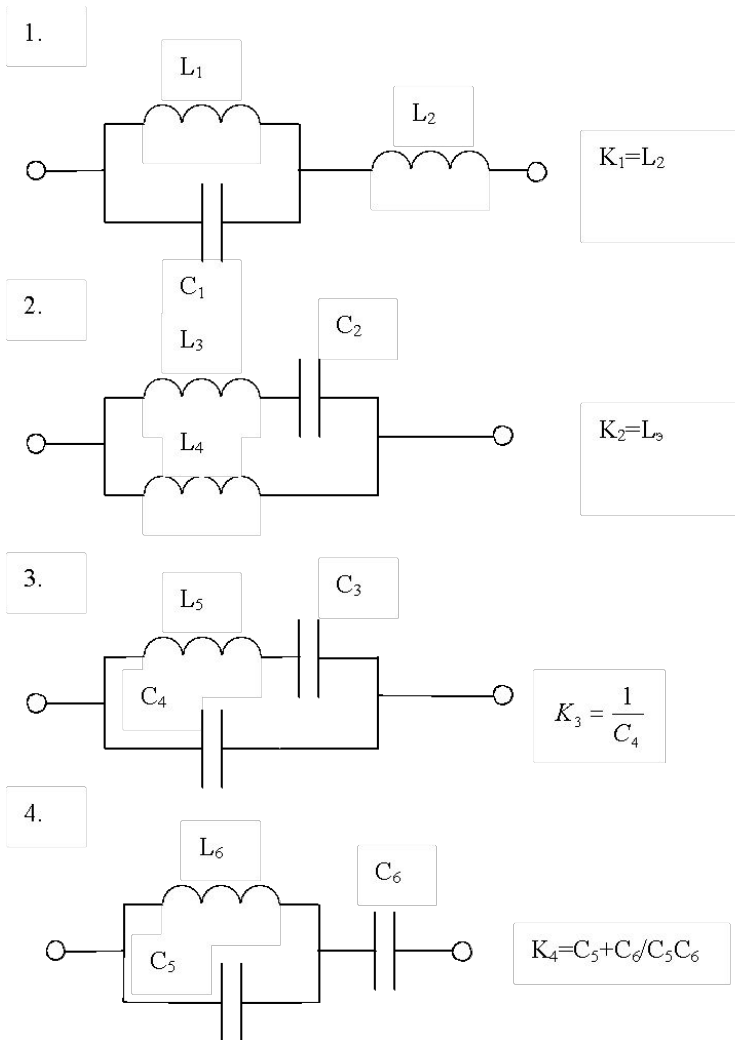 1.
L₁
L₂
K₁=L₂
C₁
2.
L₃
C₂
L₄
K₂=Lэ
3.
L₅
C₃
C₄
K₃ = 1/C₄
4.
L₆
C₆
C₅
K₄=C₅+C₆/C₅C₆